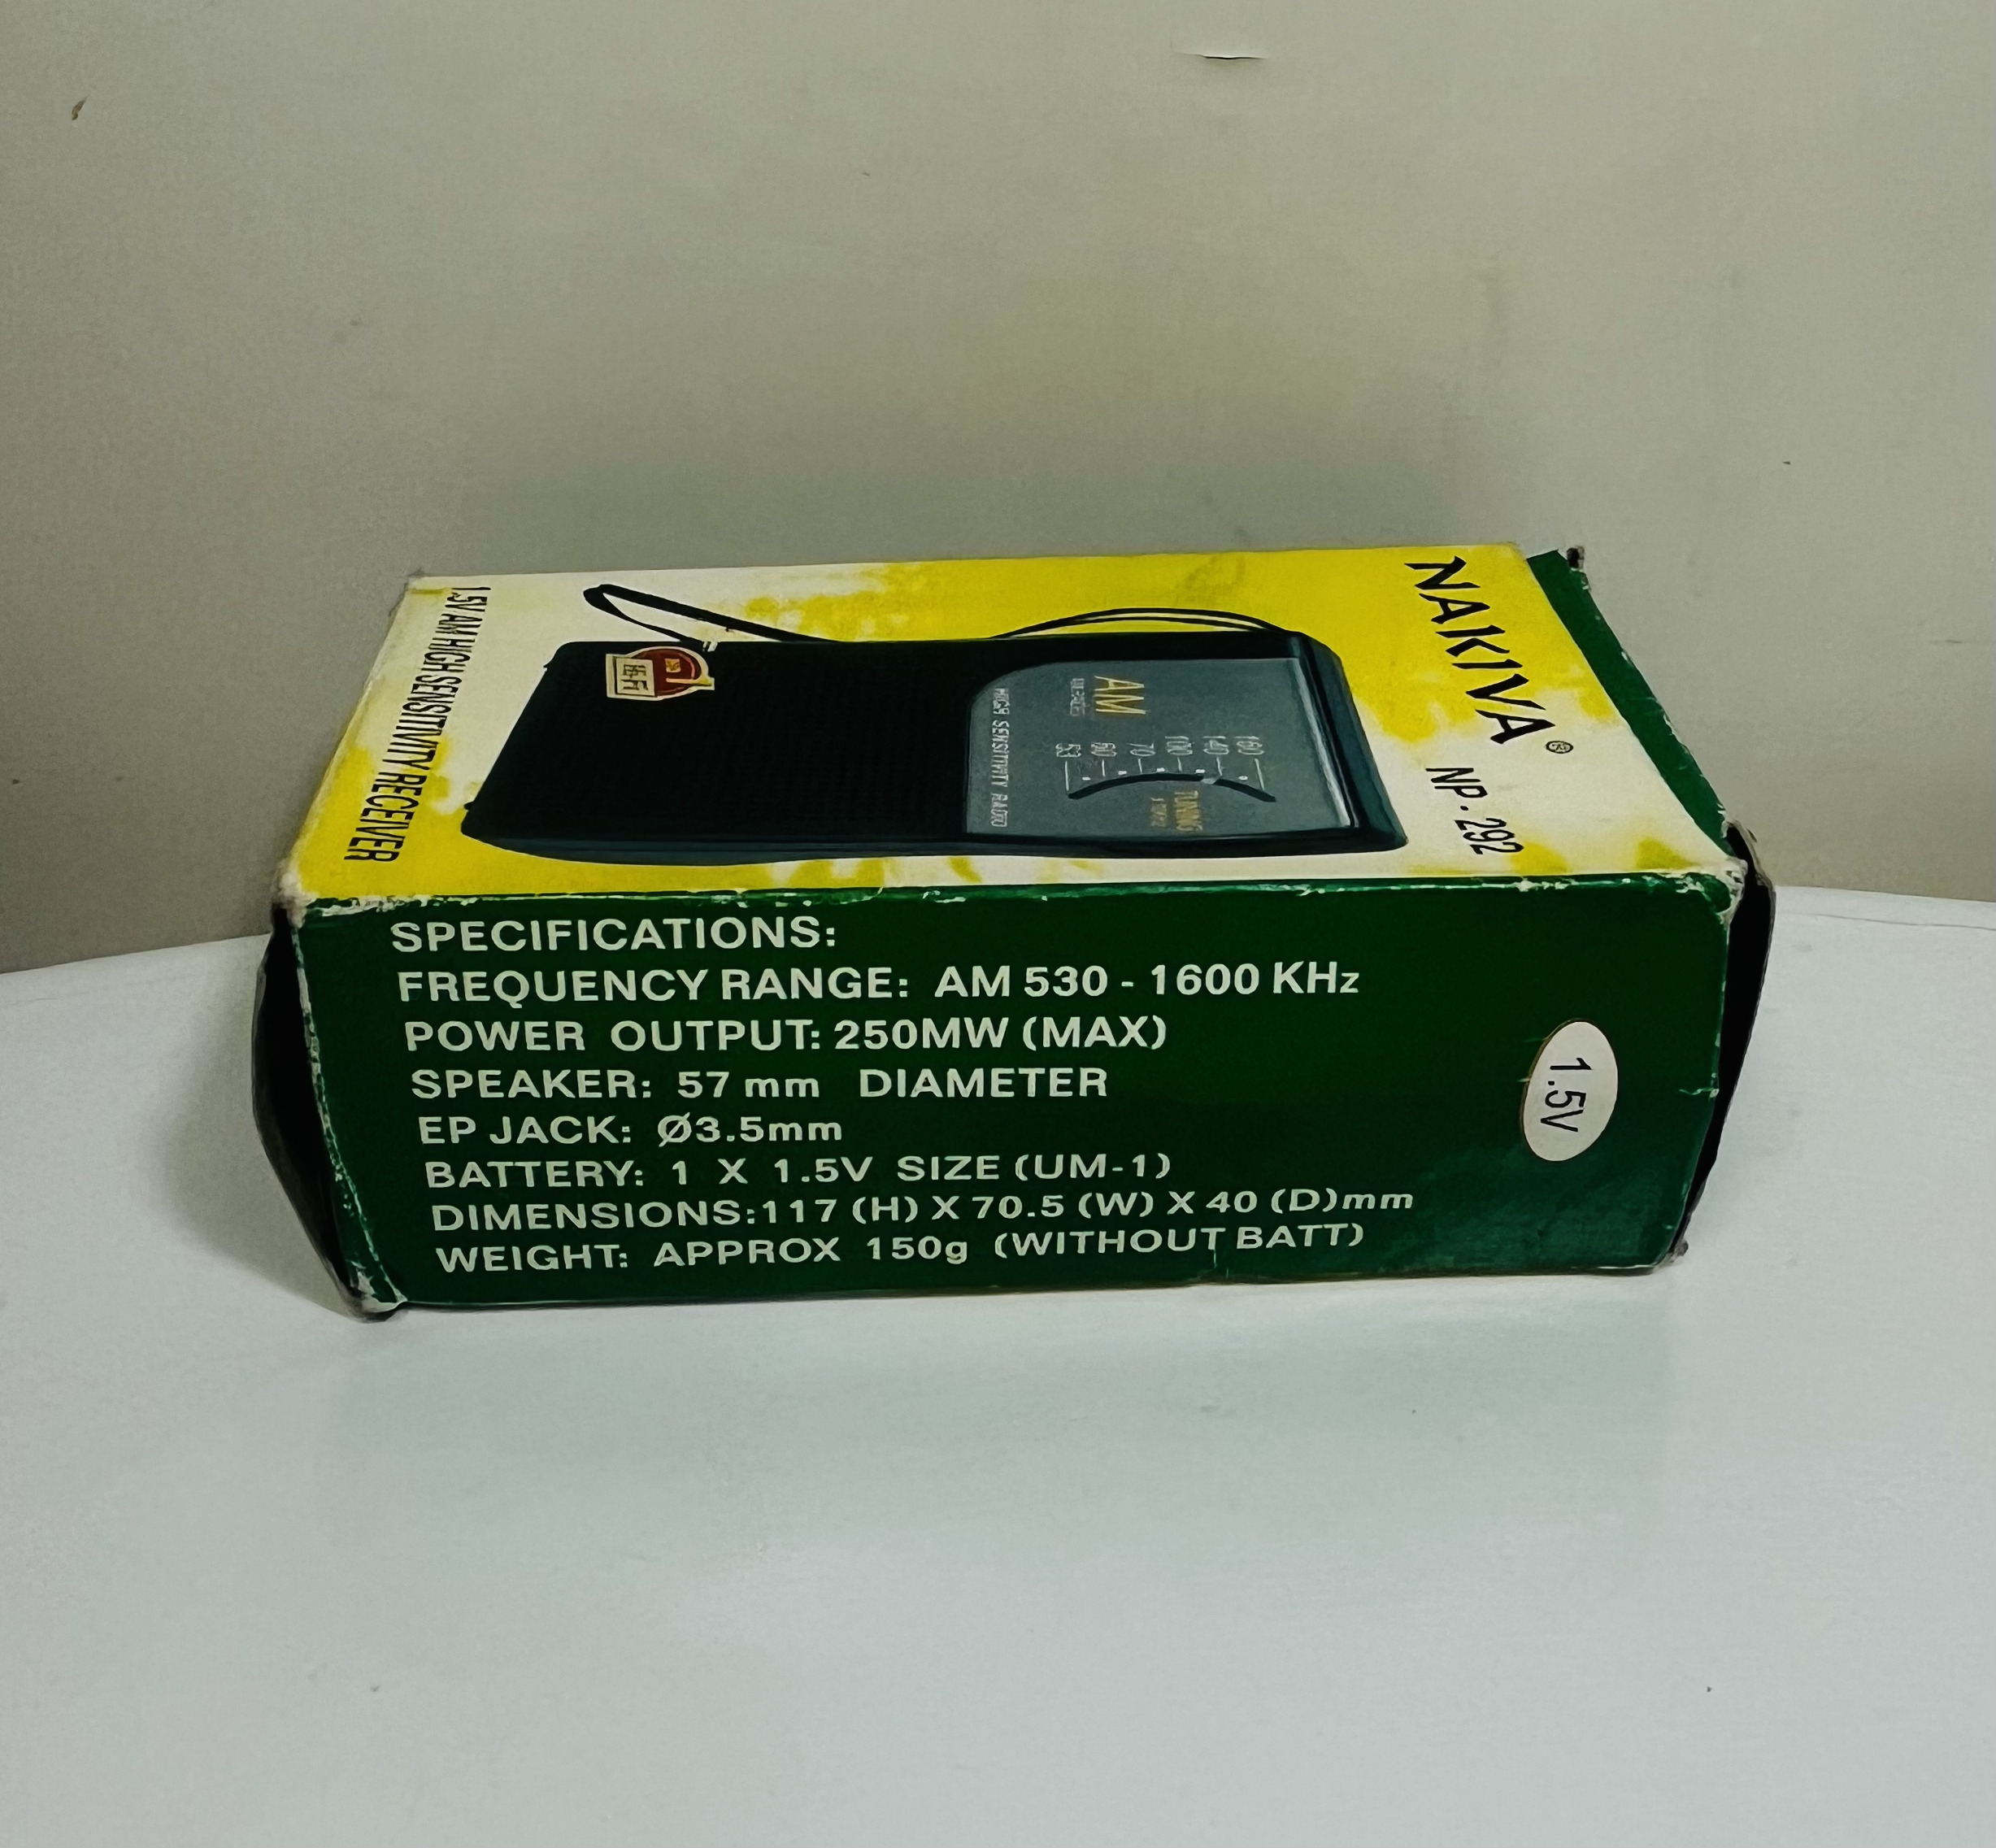 NAKIVA®
NP-292
1.5V AM HIGH SENSITIVITY RECEIVER
HI-FI
AM
HIGH SENSITIVITY RADIO
53 60 70 100 140 160
TUNING
SPECIFICATIONS:
FREQUENCY RANGE: AM 530 - 1600 KHz
POWER OUTPUT: 250MW (MAX)
SPEAKER: 57 mm DIAMETER
EP JACK: Ø3.5mm
BATTERY: 1 X 1.5V SIZE (UM-1)
DIMENSIONS:117 (H) X 70.5 (W) X 40 (D)mm
WEIGHT: APPROX 150g (WITHOUT BATT)
1.5V